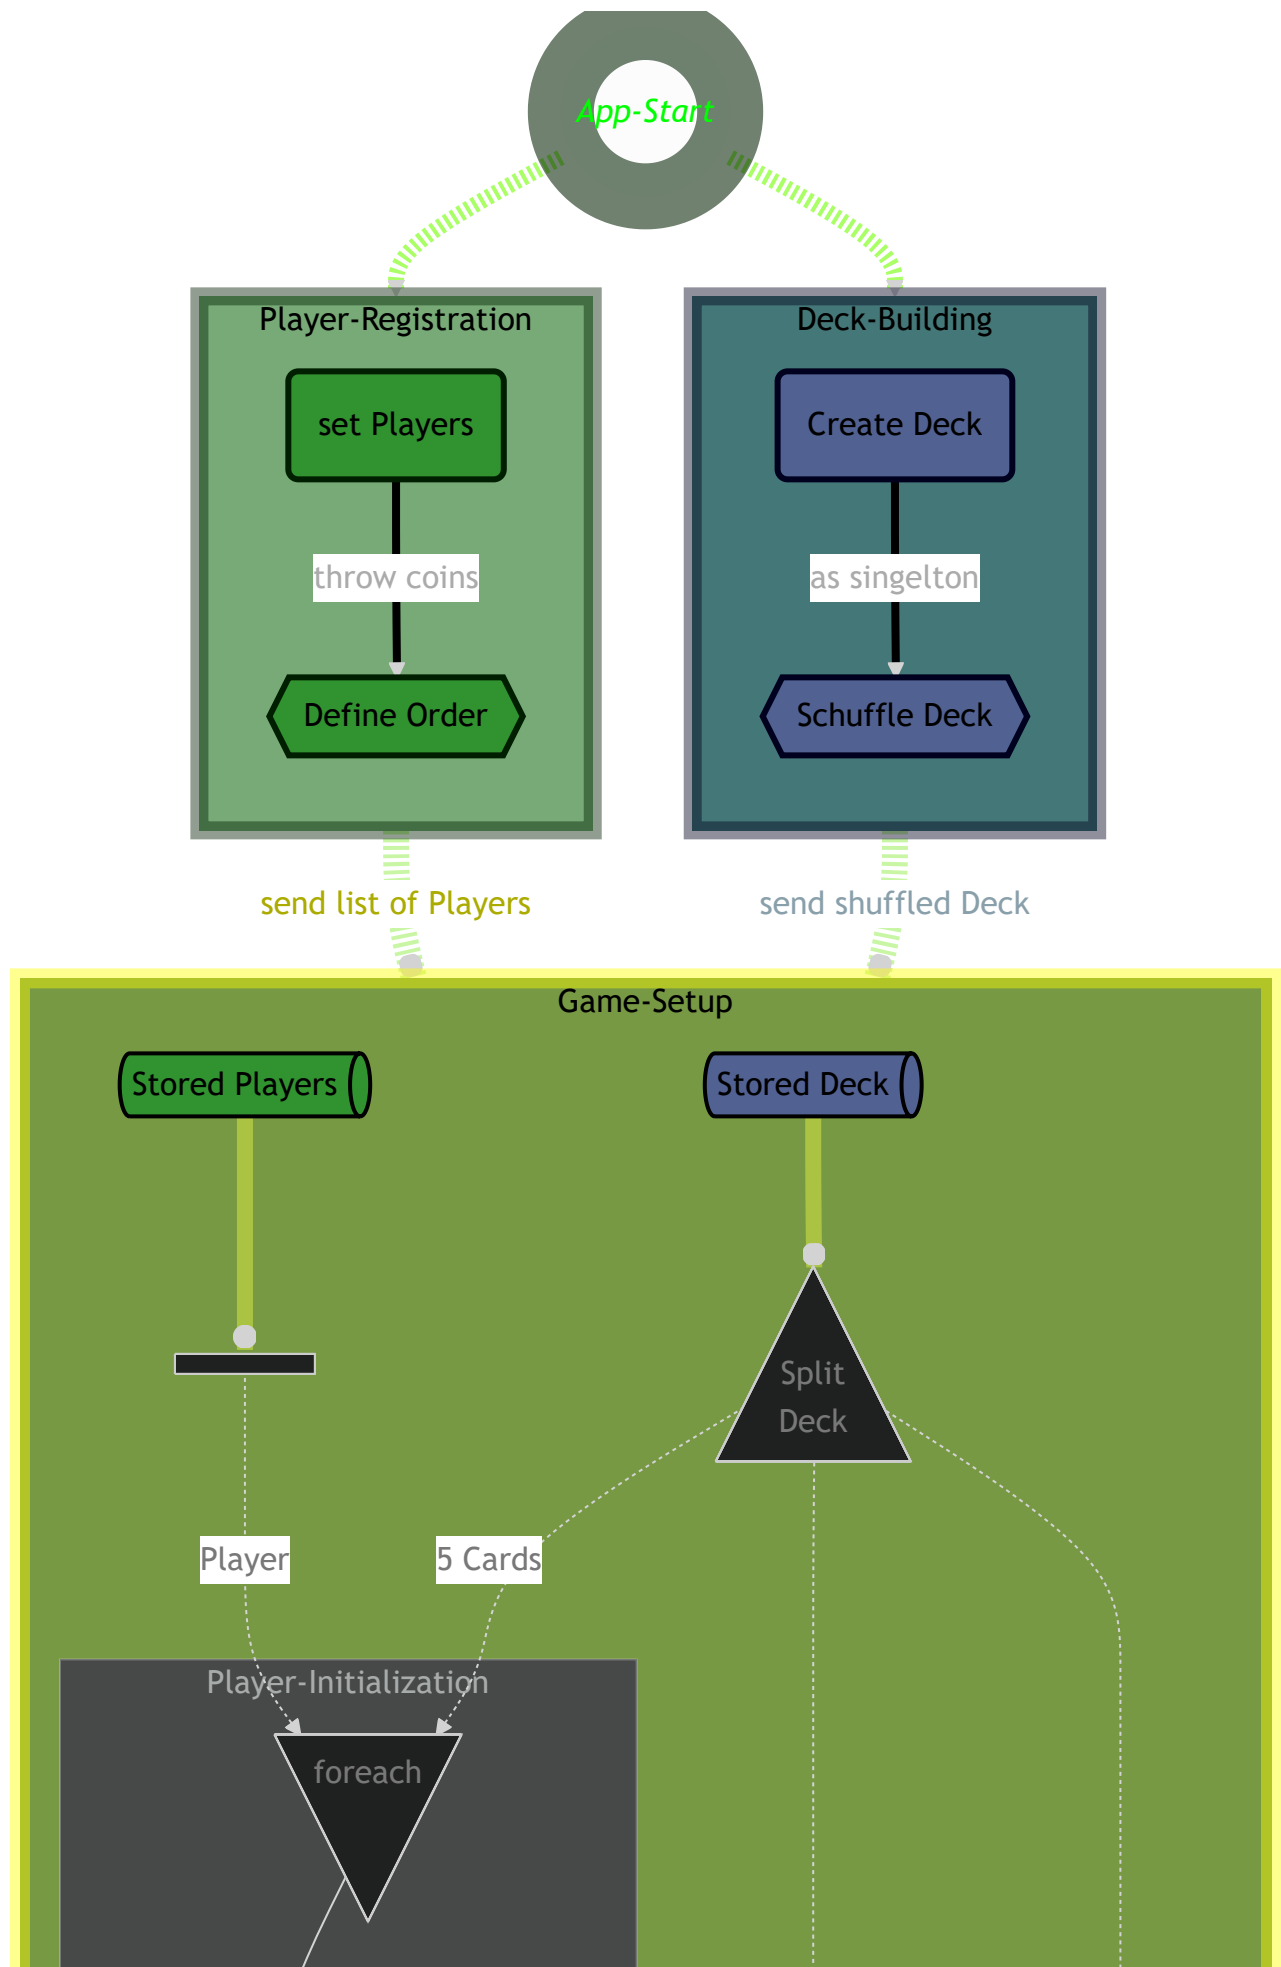 App-Start
Player-Registration
Deck-Building
set Players
Create Deck
throw coins
as singelton
Define Order
Schuffle Deck
send list of Players
send shuffled Deck
Game-Setup
Stored Players
Stored Deck
Split
Deck
Player
5 Cards
Player-Initialization
foreach